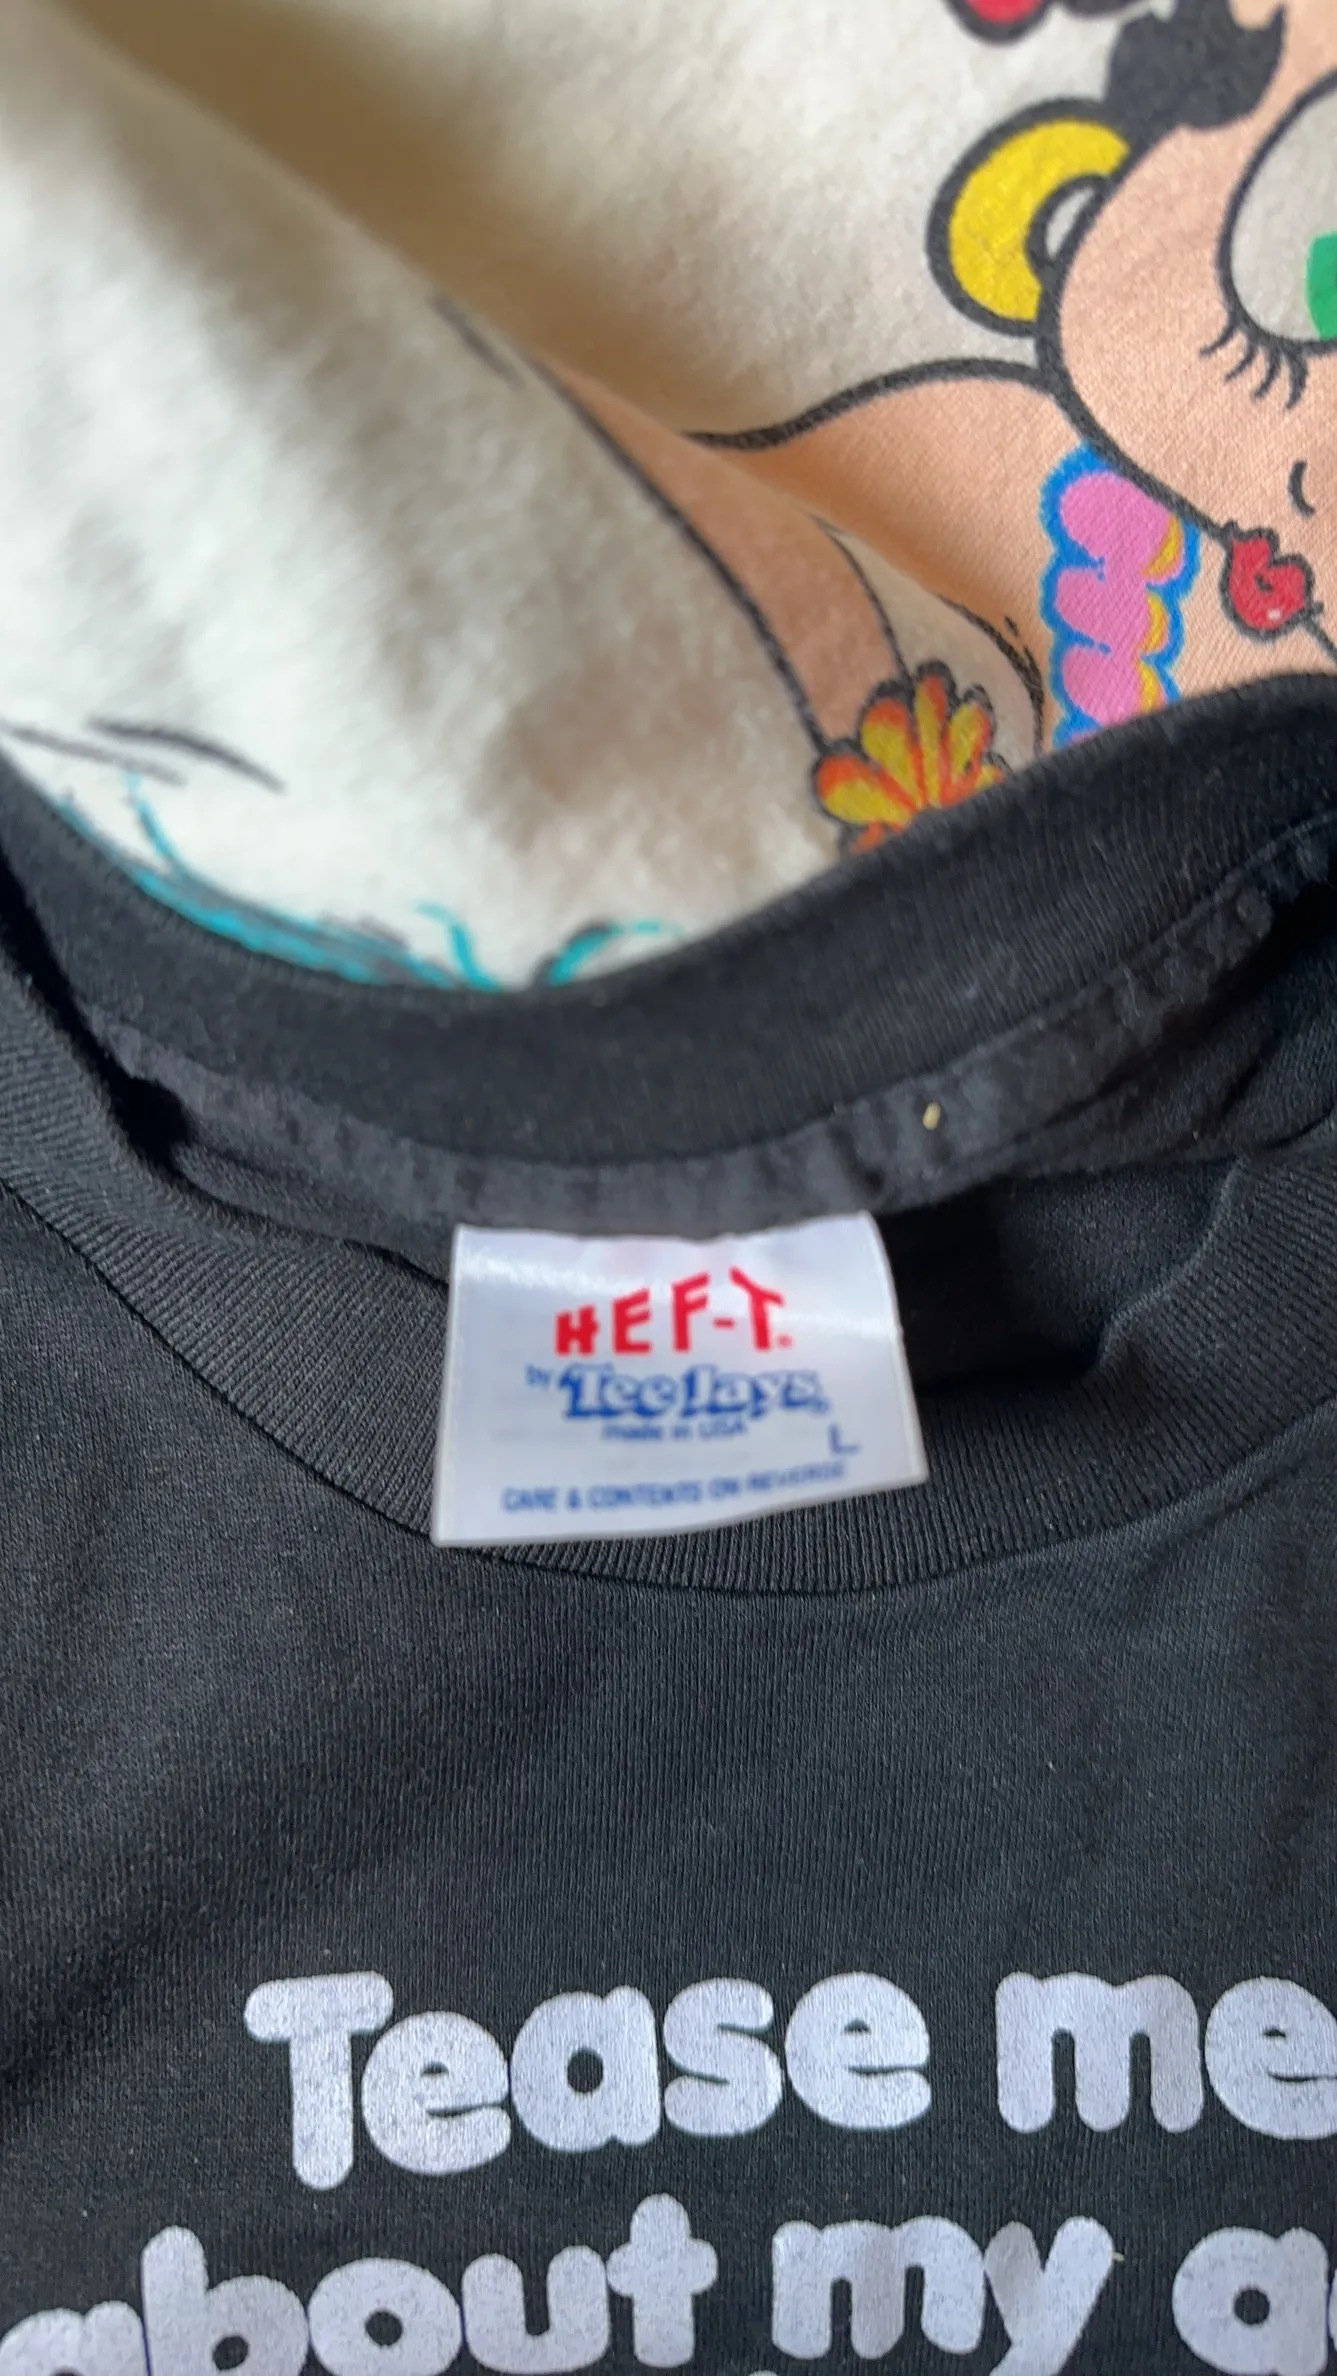 HEF-T.
by Tee Jays®
made in USA
L
CARE & CONTENTS ON REVERSE
Tease me
about my